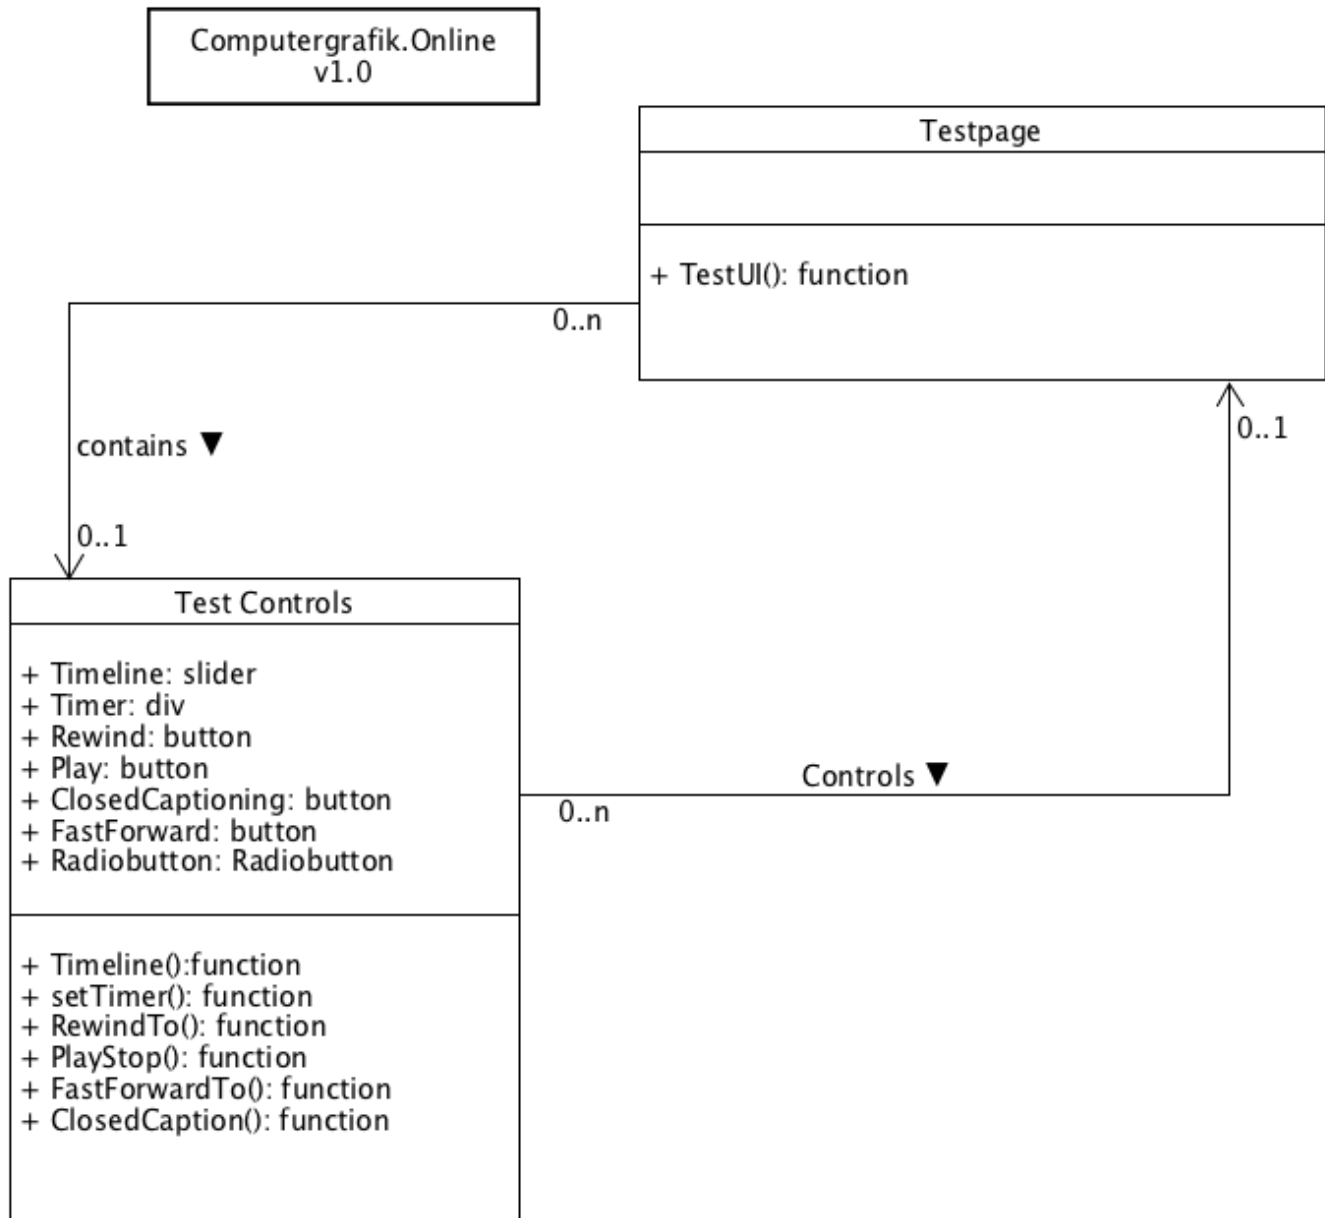 Computergrafik.Online
v1.0
Testpage
+ TestUI(): function
0..n
contains ▼
0..1
0..1
Test Controls
+ Timeline: slider
+ Timer: div
+ Rewind: button
+ Play: button
+ ClosedCaptioning: button
+ FastForward: button
+ Radiobutton: Radiobutton
Controls ▼
0..n
+ Timeline():function
+ setTimer(): function
+ RewindTo(): function
+ PlayStop(): function
+ FastForwardTo(): function
+ ClosedCaption(): function